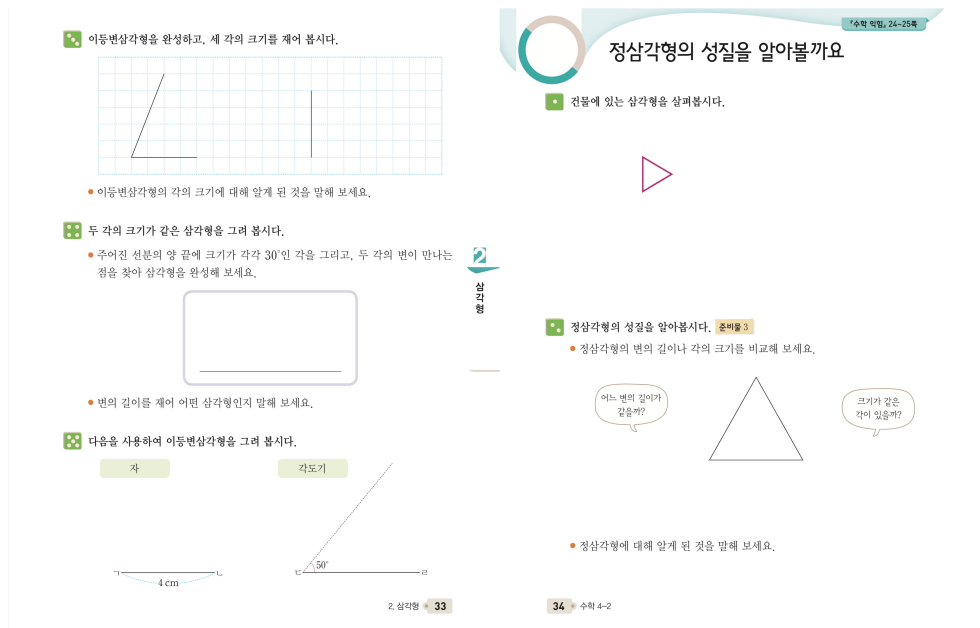 이등변삼각형을 완성하고, 세 각의 크기를 재어 봅시다.
이등변삼각형의 각의 크기에 대해 알게 된 것을 말해 보세요.
두 각의 크기가 같은 삼각형을 그려 봅시다.
주어진 선분의 양 끝에 크기가 각각 30°인 각을 그리고, 두 각의 변이 만나는
점을 찾아 삼각형을 완성해 보세요.
변의 길이를 재어 어떤 삼각형인지 말해 보세요.
다음을 사용하여 이등변삼각형을 그려 봅시다.
자
각도기
ㄱ
ㄴ
4 cm
50°
ㄷ
ㄹ
2. 삼각형
33
2
삼각형
『수학 익힘』 24~25쪽
정삼각형의 성질을 알아볼까요
건물에 있는 삼각형을 살펴봅시다.
정삼각형의 성질을 알아봅시다. 준비물 3
정삼각형의 변의 길이나 각의 크기를 비교해 보세요.
어느 변의 길이가
같을까?
크기가 같은
각이 있을까?
정삼각형에 대해 알게 된 것을 말해 보세요.
34
수학 4-2